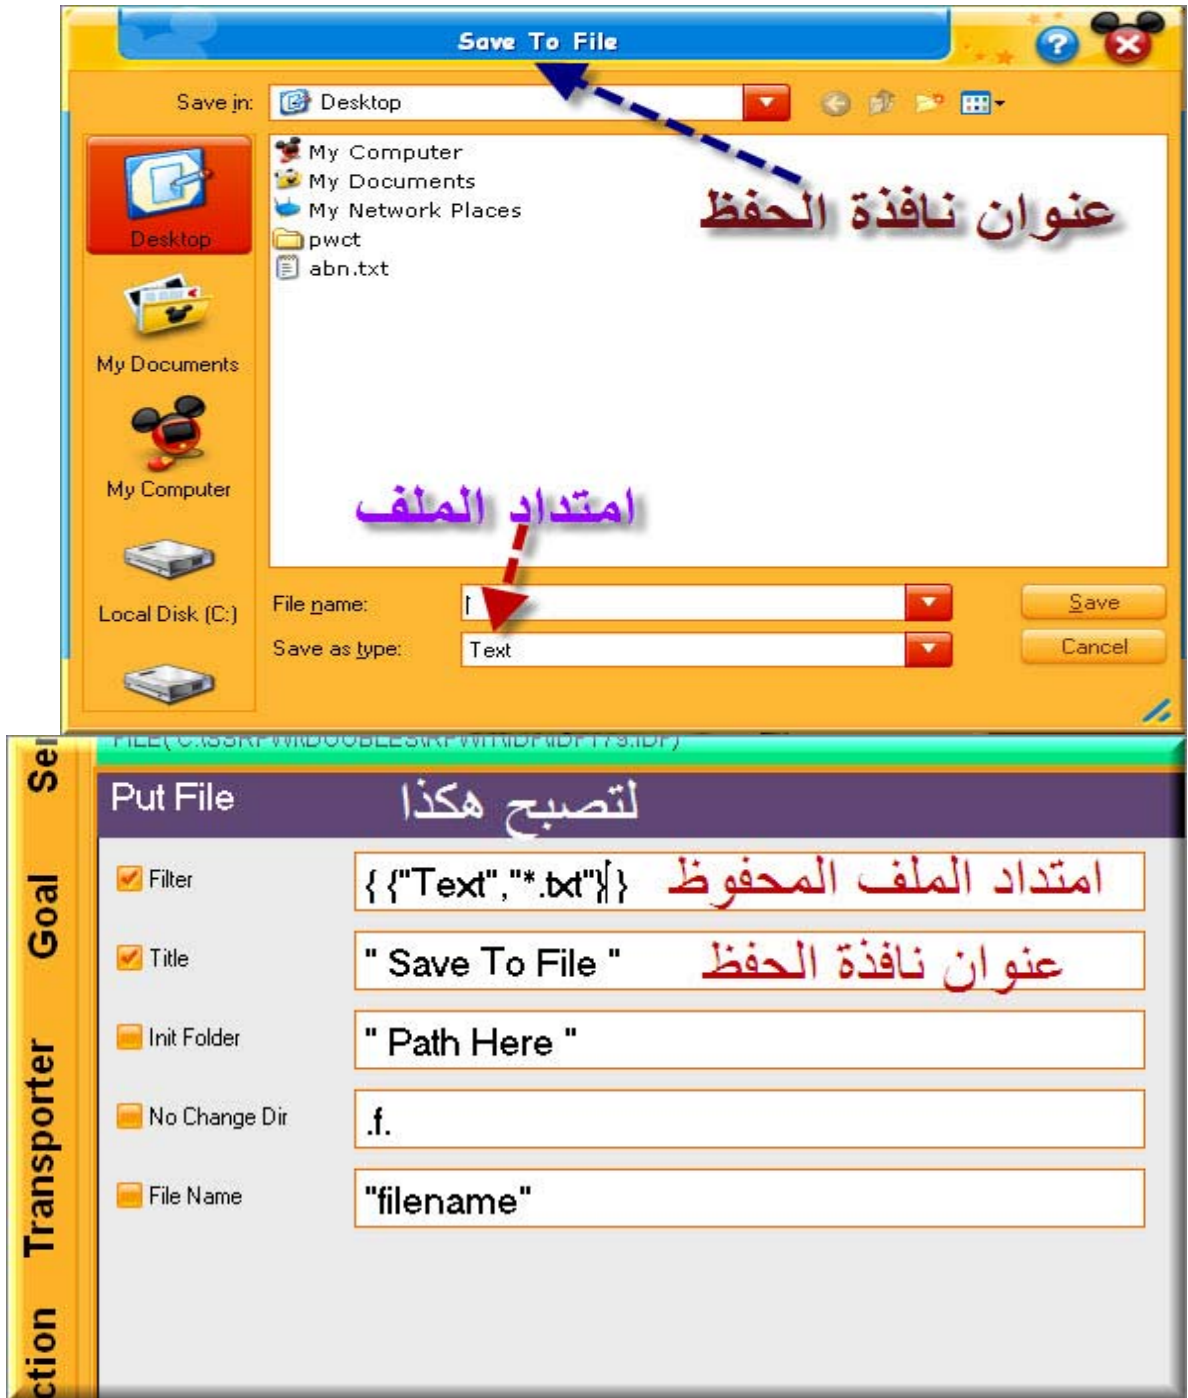 Save To File
Save in: Desktop
My Computer
My Documents
My Network Places
pwct
abn.txt
عنوان نافذة الحفظ
Desktop
My Documents
My Computer
Local Disk (C:)
امتداد الملف
File name: أ
Save
Save as type: Text
Cancel
Goal
Transporter
Put File لتصبح هكذا
Filter { {"Text","*.txt"} } امتداد الملف المحفوظ
Title " Save To File " عنوان نافذة الحفظ
Init Folder " Path Here "
No Change Dir .f.
File Name "filename"